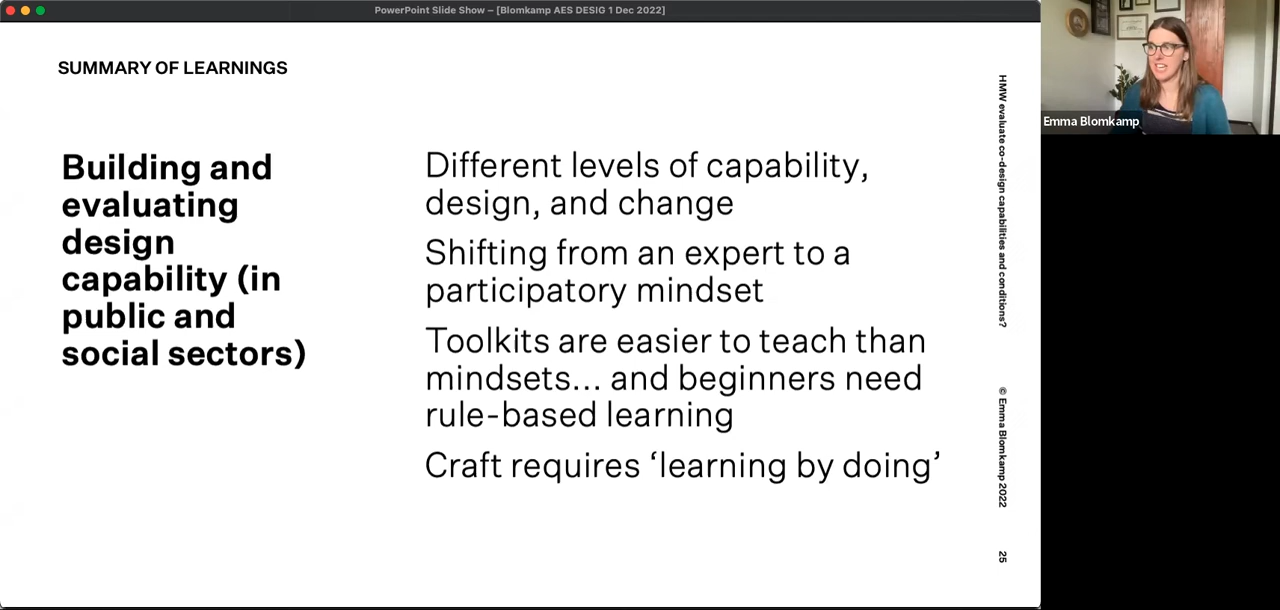 PowerPoint Slide Show – [Blomkamp AES DESIG 1 Dec 2022]
SUMMARY OF LEARNINGS
Building and
evaluating
design
capability (in
public and
social sectors)
Different levels of capability,
design, and change
Shifting from an expert to a
participatory mindset
Toolkits are easier to teach than
mindsets... and beginners need
rule-based learning
Craft requires ‘learning by doing’
HMW evaluate co-design capabilities and conditions?
© Emma Blomkamp 2022
25
Emma Blomkamp